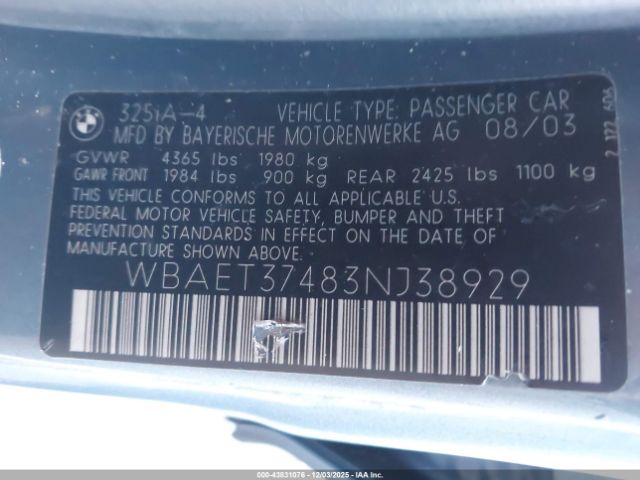 BMW
325iA-4 VEHICLE TYPE: PASSENGER CAR
MFD BY BAYERISCHE MOTORENWERKE AG 08/03
GVWR 4365 lbs 1980 kg
GAWR FRONT 1984 lbs 900 kg REAR 2425 lbs 1100 kg
THIS VEHICLE CONFORMS TO ALL APPLICABLE U.S.
FEDERAL MOTOR VEHICLE SAFETY, BUMPER AND THEFT
PREVENTION STANDARDS IN EFFECT ON THE DATE OF
MANUFACTURE SHOWN ABOVE.
WBAET37483NJ38929
000-43831076 - 12/03/2025 - IAAI Inc.